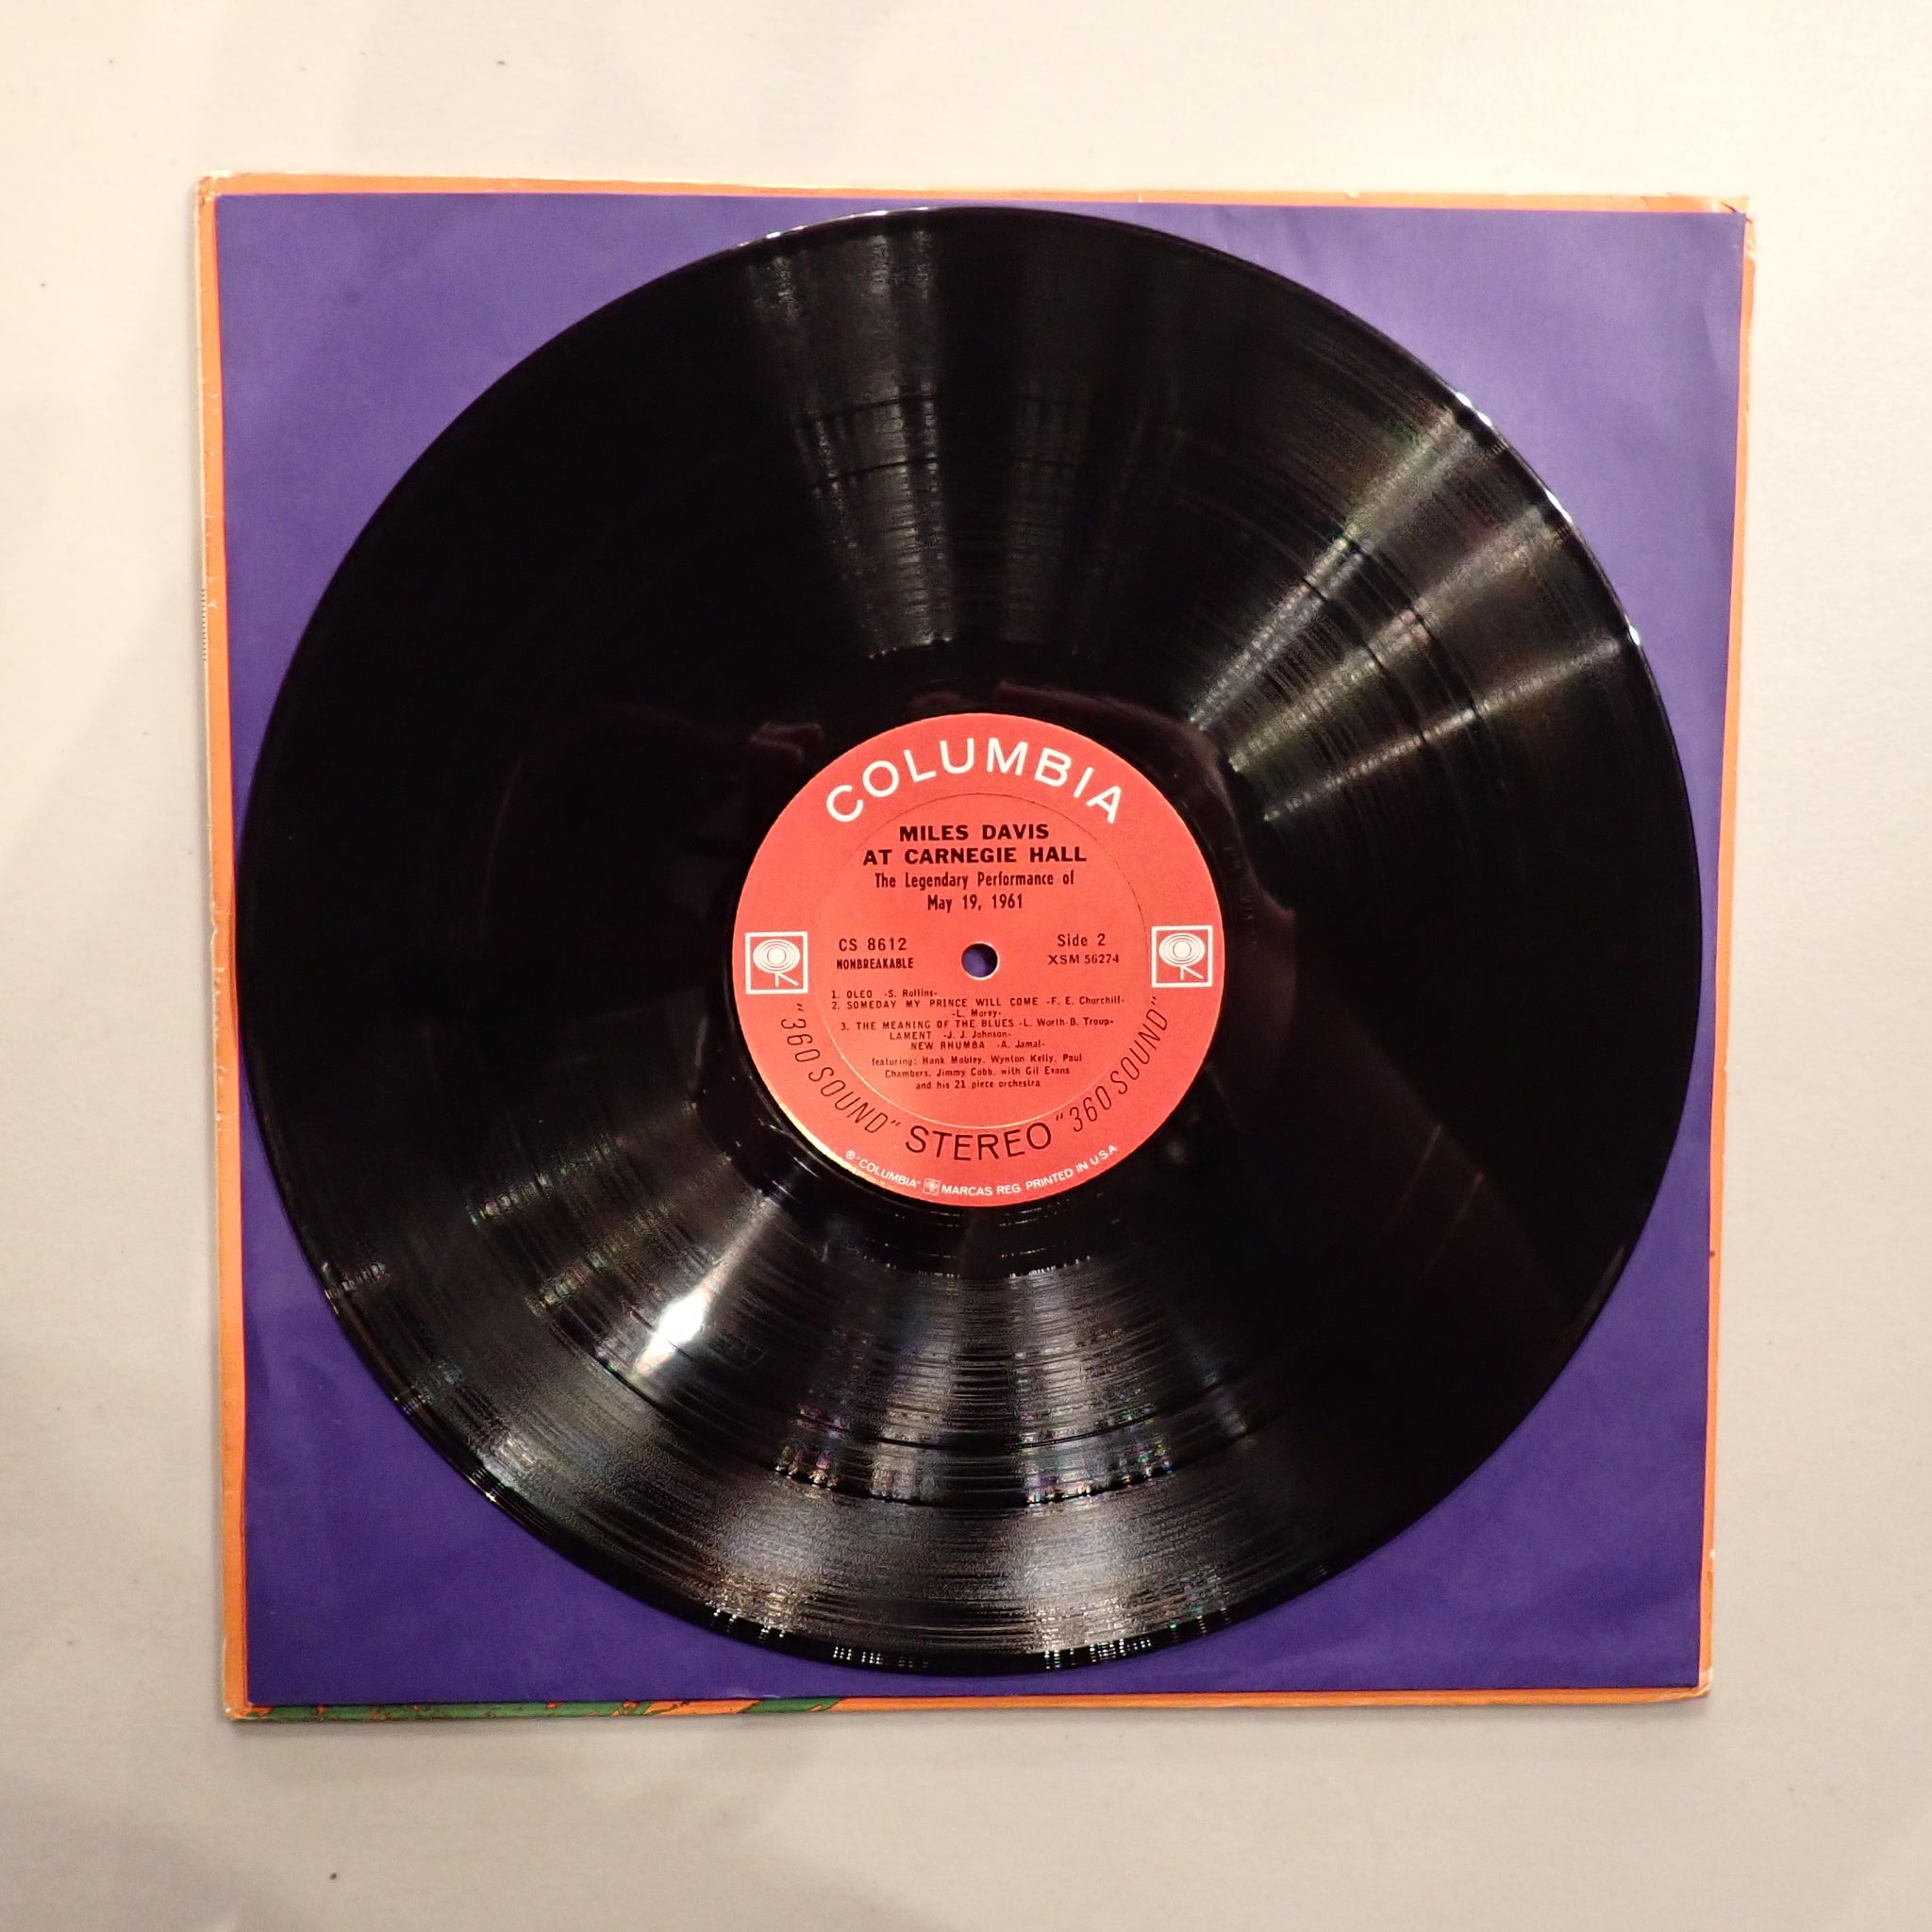 COLUMBIA
MILES DAVIS
AT CARNEGIE HALL
The Legendary Performance of
May 19, 1961
CS 8612
NONBREAKABLE
Side 2
XSM 56274
1. OLEO -S. Rollins-
2. SOMEDAY MY PRINCE WILL COME -F. E. Churchill-
-L. Morey-
3. THE MEANING OF THE BLUES -L. Worth-B. Troup-
LAMENT -J. J. Johnson-
NEW RHUMBA -A. Jamal-
featuring: Hank Mobley, Wynton Kelly, Paul
Chambers, Jimmy Cobb, with Gil Evans
and his 21 piece orchestra
"360 SOUND" STEREO "360 SOUND"
® "COLUMBIA" MARCAS REG PRINTED IN U.S.A.